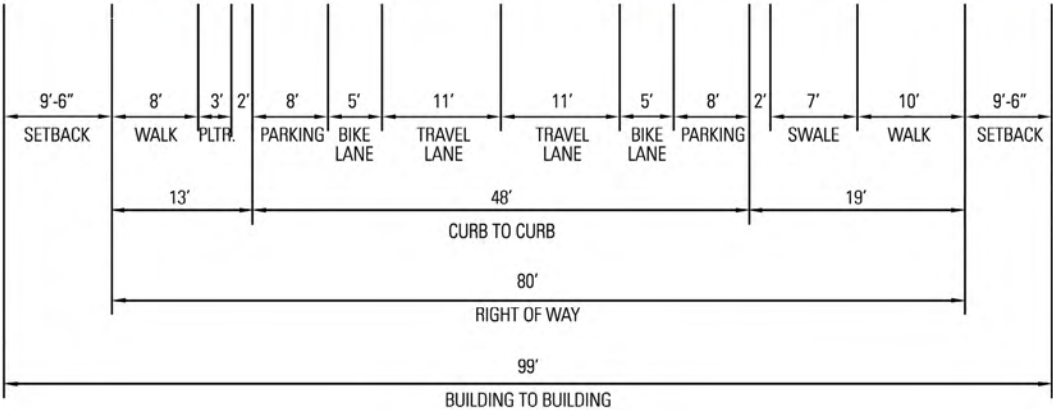 9'-6" 8' 3' 2' 8' 5' 11' 11' 5' 8' 2' 7' 10' 9'-6"
SETBACK WALK PLTR. PARKING BIKE TRAVEL TRAVEL BIKE PARKING SWALE WALK SETBACK
LANE LANE LANE LANE
13' 48' 19'
CURB TO CURB
80'
RIGHT OF WAY
99'
BUILDING TO BUILDING